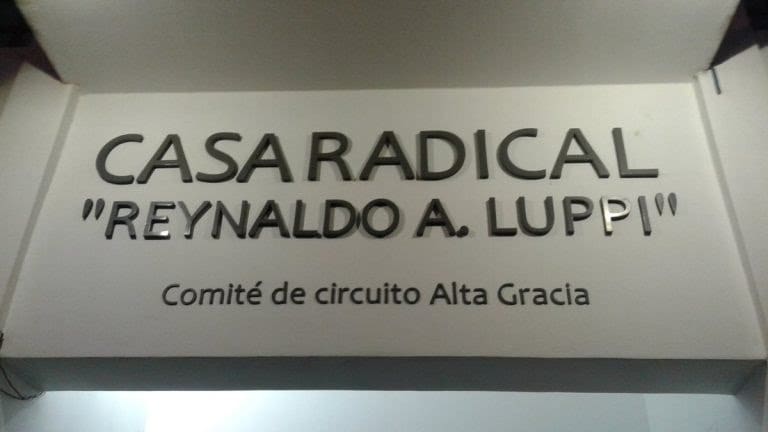 CASA RADICAL
"REYNALDO A. LUPPI"
Comité de circuito Alta Gracia